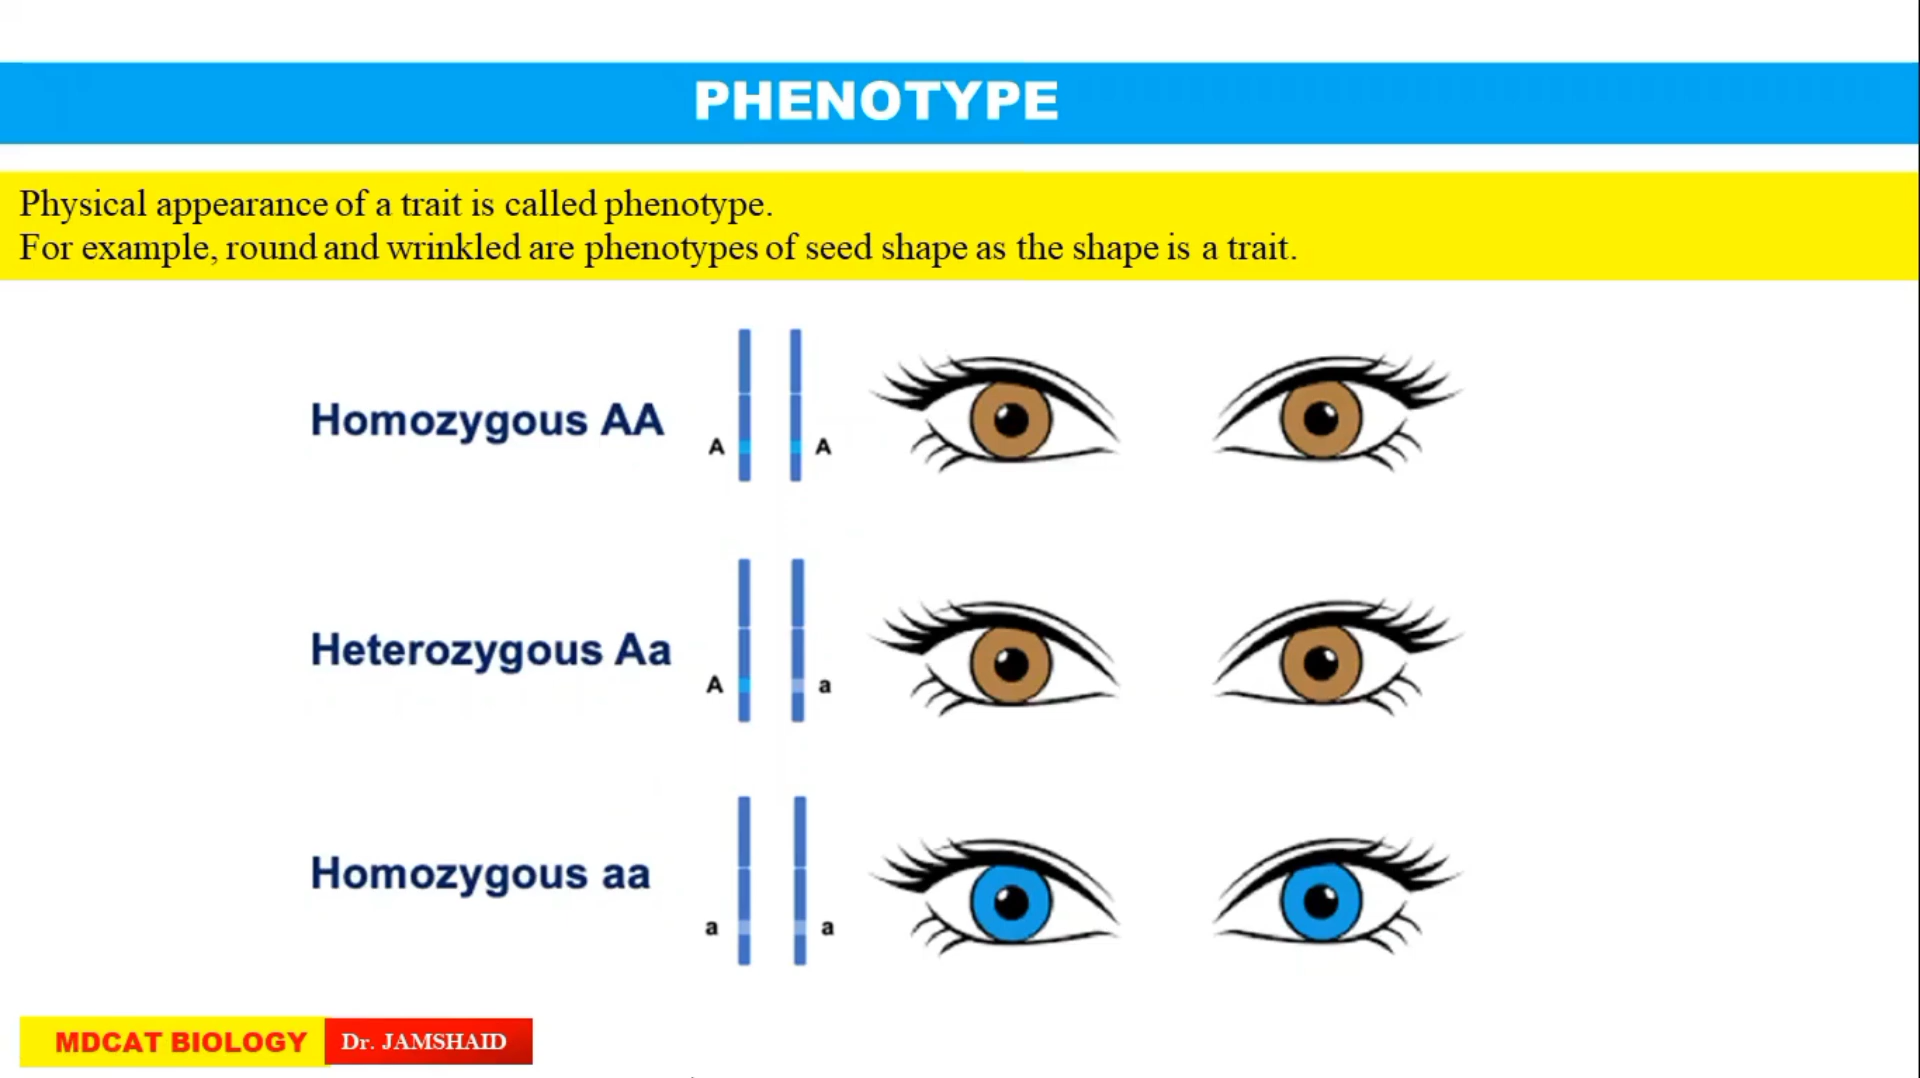 PHENOTYPE
Physical appearance of a trait is called phenotype.
For example, round and wrinkled are phenotypes of seed shape as the shape is a trait.
Homozygous AA
A A
Heterozygous Aa
A a
Homozygous aa
a a
MDCAT BIOLOGY Dr. JAMSHAID